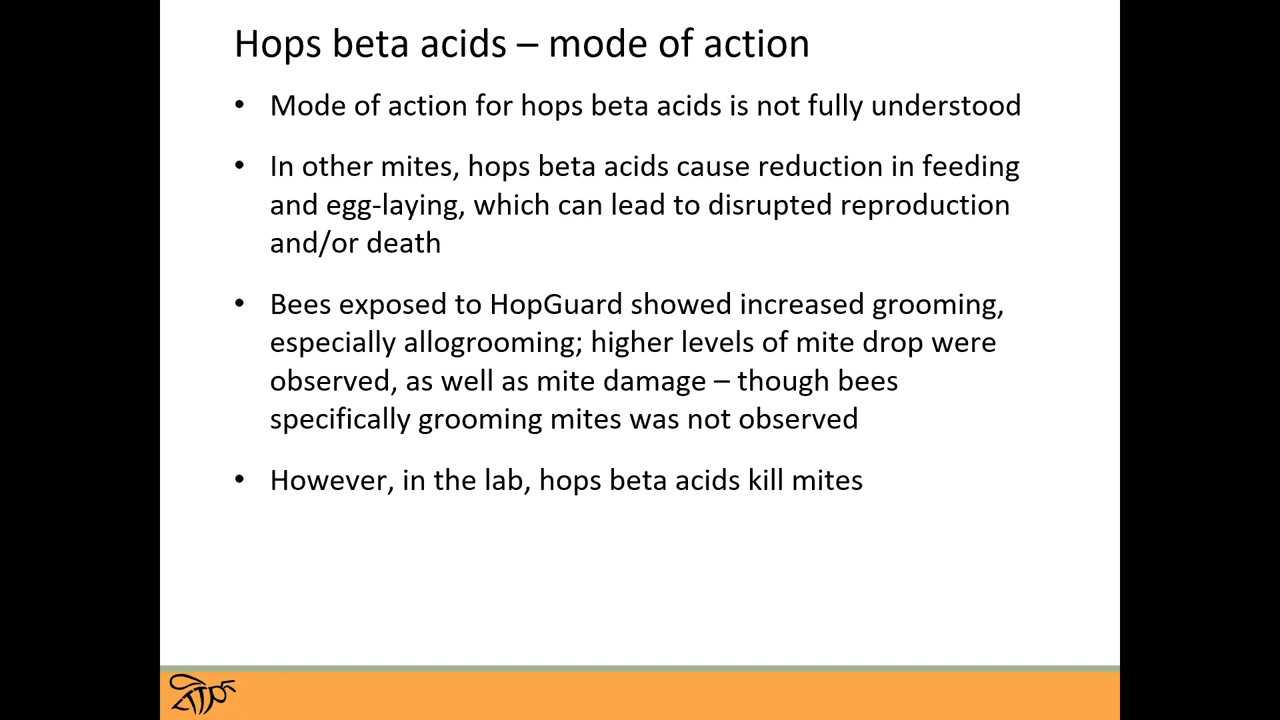 Hops beta acids – mode of action
• Mode of action for hops beta acids is not fully understood
• In other mites, hops beta acids cause reduction in feeding
and egg-laying, which can lead to disrupted reproduction
and/or death
• Bees exposed to HopGuard showed increased grooming,
especially allogrooming; higher levels of mite drop were
observed, as well as mite damage – though bees
specifically grooming mites was not observed
• However, in the lab, hops beta acids kill mites